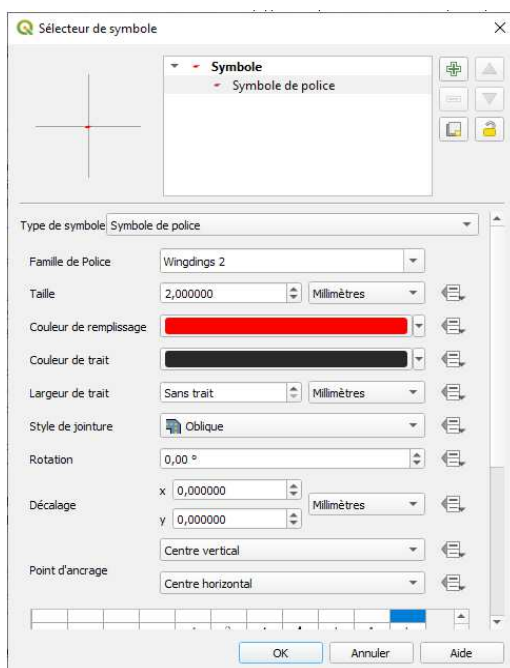 Sélecteur de symbole
Symbole
Symbole de police
Type de symbole Symbole de police
Famille de Police Wingdings 2
Taille 2,000000 Millimètres
Couleur de remplissage
Couleur de trait
Largeur de trait Sans trait Millimètres
Style de jointure Oblique
Rotation 0,00 °
Décalage x 0,000000 Millimètres
y 0,000000
Point d'ancrage Centre vertical
Centre horizontal
OK Annuler Aide